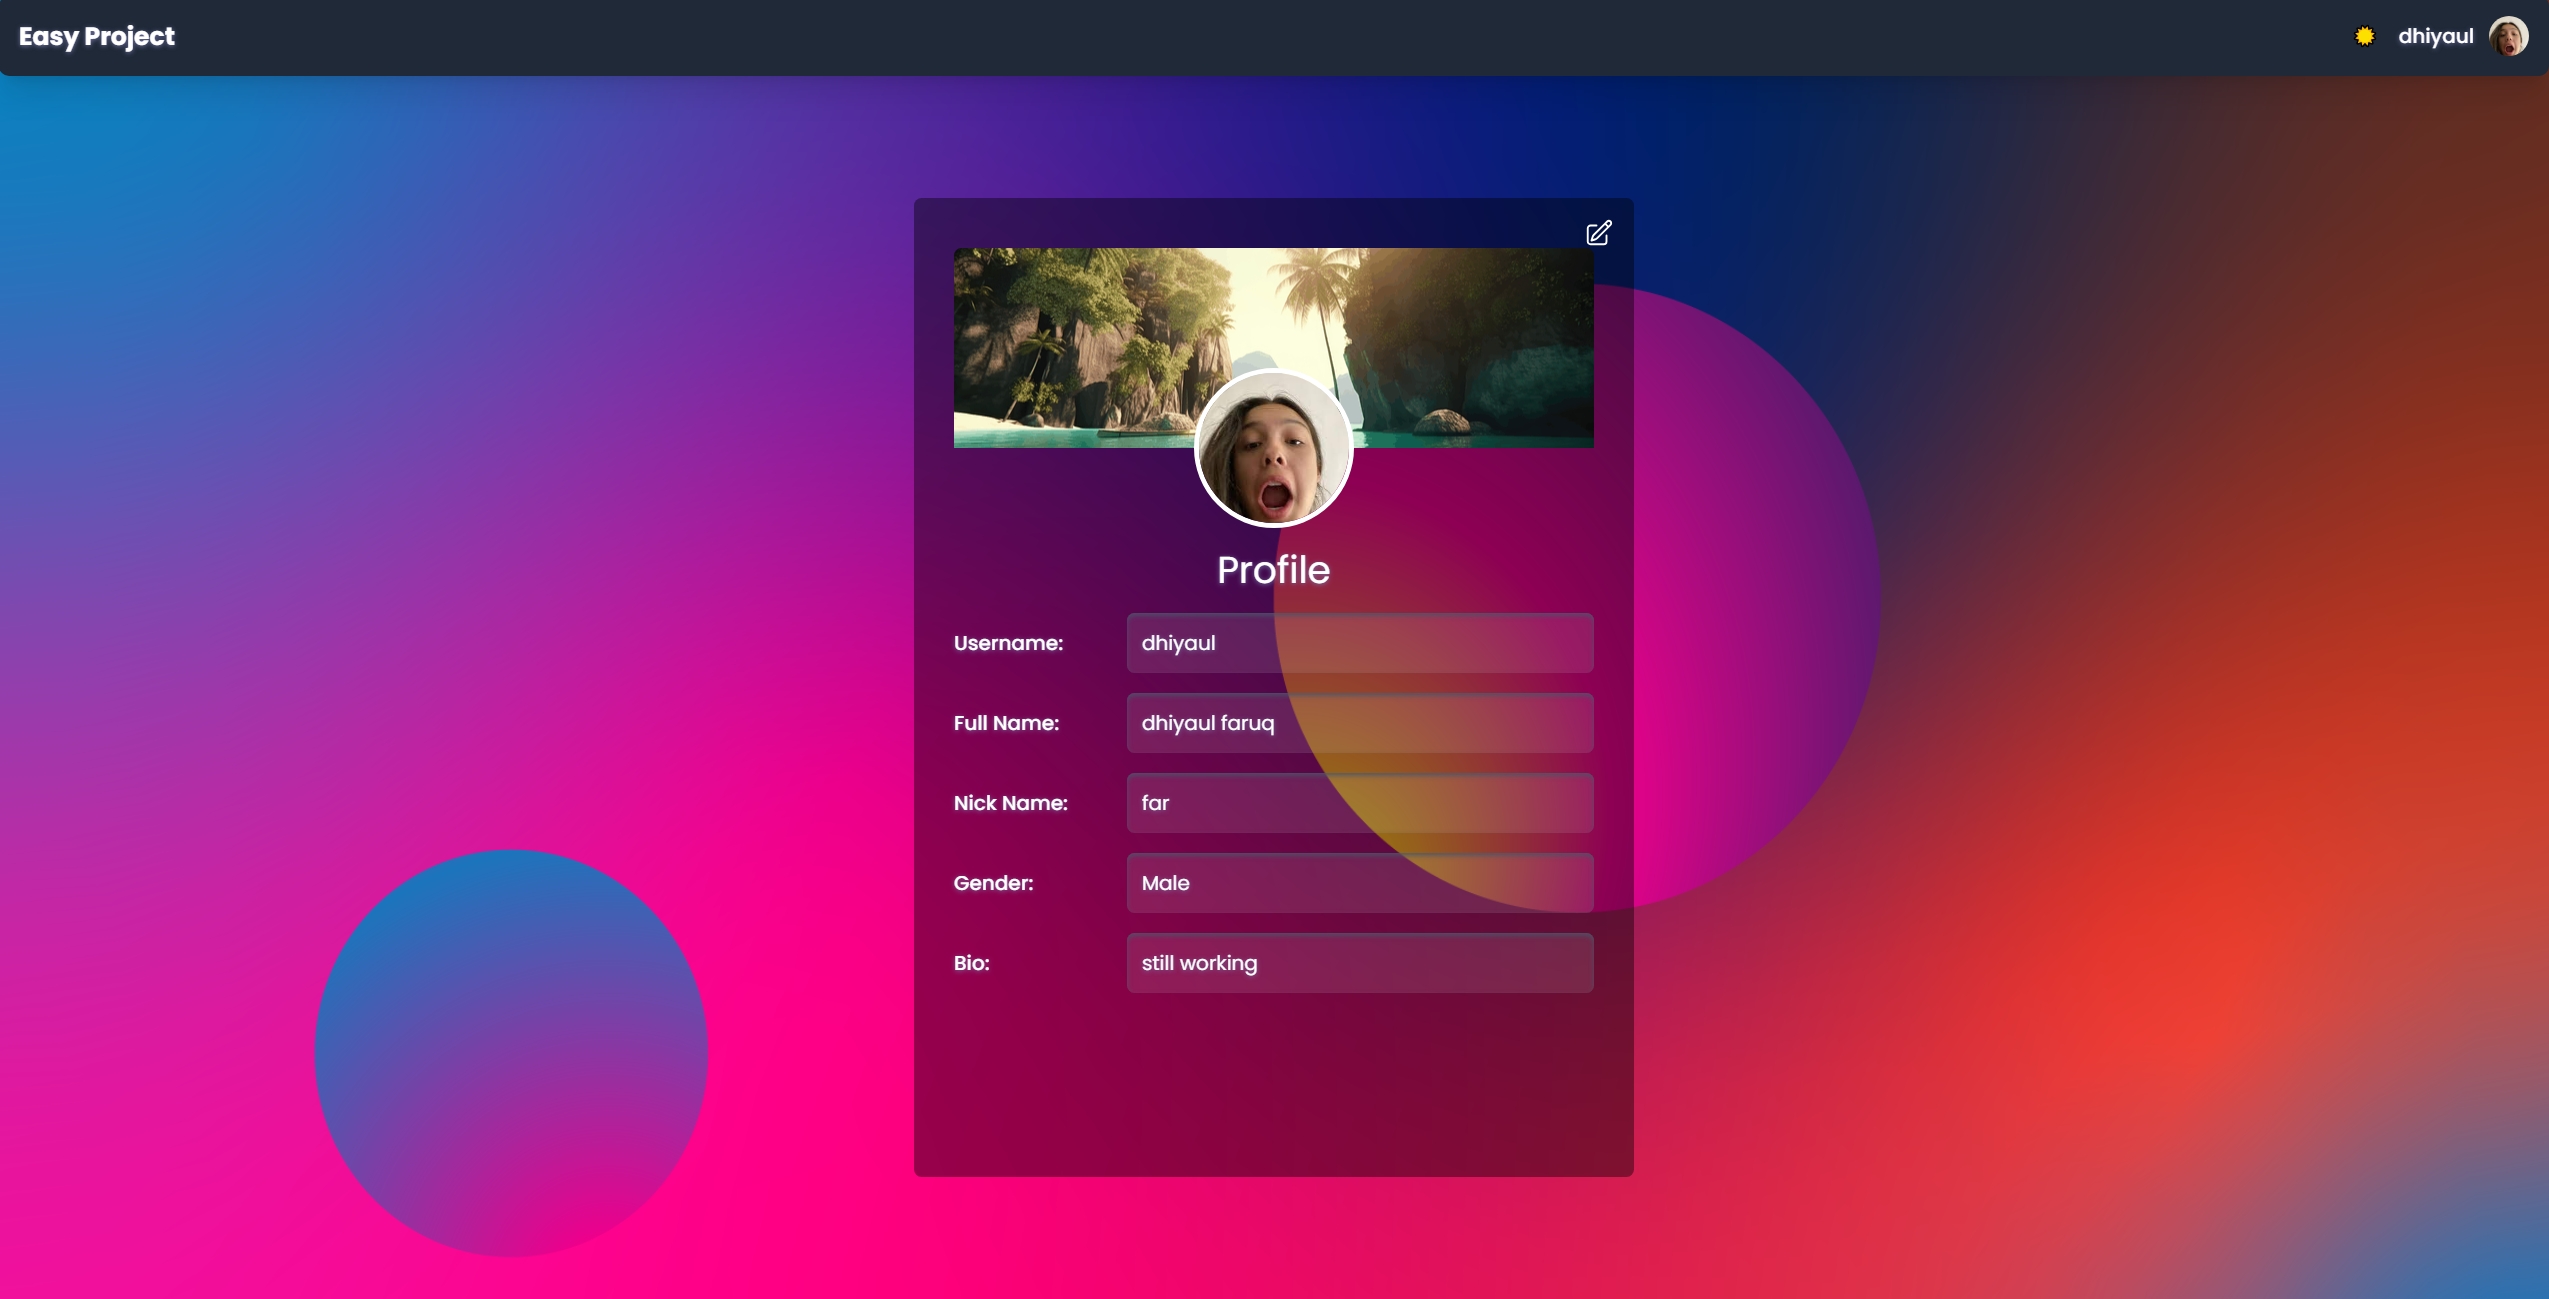 Easy Project
dhiyaul
Profile
Username: dhiyaul
Full Name: dhiyaul faruq
Nick Name: far
Gender: Male
Bio: still working